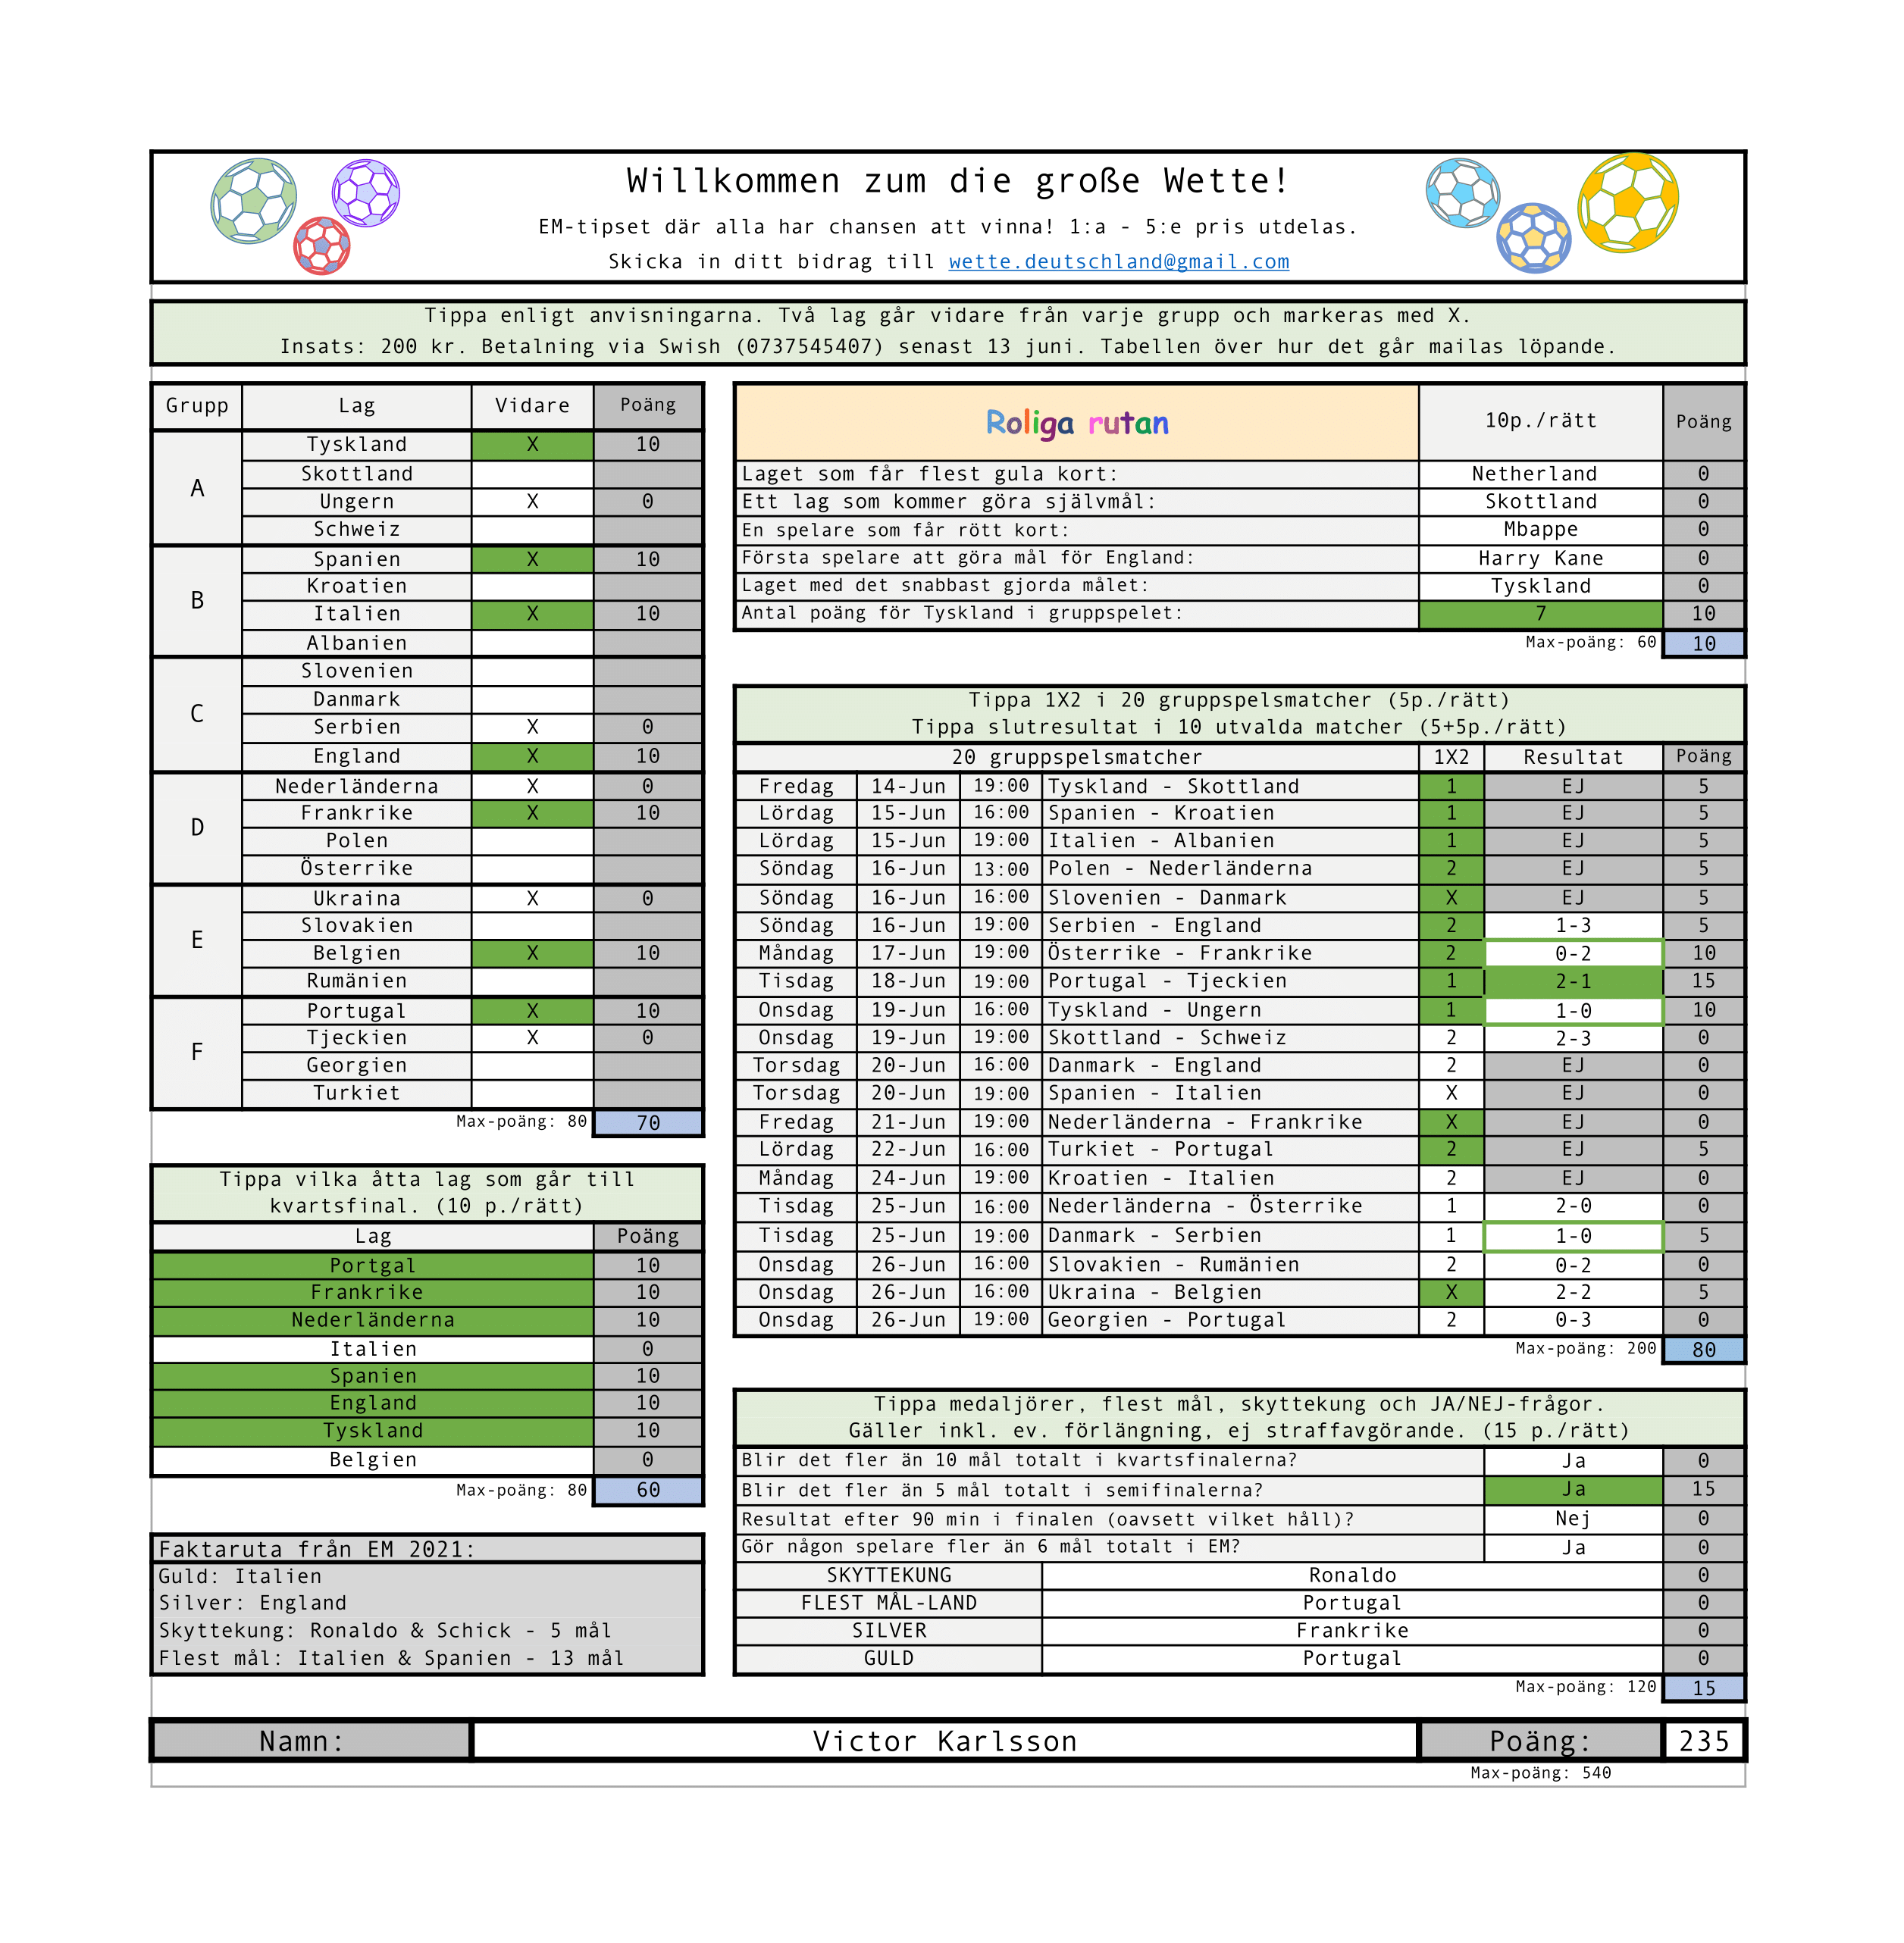 Willkommen zum die große Wette!
EM-tipset där alla har chansen att vinna! 1:a - 5:e pris utdelas.
Skicka in ditt bidrag till wette.deutschland@gmail.com
Tippa enligt anvisningarna. Två lag går vidare från varje grupp och markeras med X.
Insats: 200 kr. Betalning via Swish (0737545407) senast 13 juni. Tabellen över hur det går mailas löpande.
Grupp Lag Vidare Poäng
A
Tyskland X 10
Skottland
Ungern X 0
Schweiz
B
Spanien X 10
Kroatien
Italien X 10
Albanien
C
Slovenien
Danmark
Serbien X 0
England X 10
D
Nederländerna X 0
Frankrike X 10
Polen
Österrike
E
Ukraina X 0
Slovakien
Belgien X 10
Rumänien
F
Portugal X 10
Tjeckien X 0
Georgien
Turkiet
Max-poäng: 80 70
Tippa vilka åtta lag som går till
kvartsfinal. (10 p./rätt)
Lag Poäng
Portgal 10
Frankrike 10
Nederländerna 10
Italien 0
Spanien 10
England 10
Tyskland 10
Belgien 0
Max-poäng: 80 60
Faktaruta från EM 2021:
Guld: Italien
Silver: England
Skyttekung: Ronaldo & Schick - 5 mål
Flest mål: Italien & Spanien - 13 mål
Roliga rutan 10p./rätt Poäng
Laget som får flest gula kort: Netherland 0
Ett lag som kommer göra självmål: Skottland 0
En spelare som får rött kort: Mbappe 0
Första spelare att göra mål för England: Harry Kane 0
Laget med det snabbast gjorda målet: Tyskland 0
Antal poäng för Tyskland i gruppspelet: 7 10
Max-poäng: 60 10
Tippa 1X2 i 20 gruppspelsmatcher (5p./rätt)
Tippa slutresultat i 10 utvalda matcher (5+5p./rätt)
20 gruppspelsmatcher 1X2 Resultat Poäng
Fredag 14-Jun 19:00 Tyskland - Skottland 1 EJ 5
Lördag 15-Jun 16:00 Spanien - Kroatien 1 EJ 5
Lördag 15-Jun 19:00 Italien - Albanien 1 EJ 5
Söndag 16-Jun 13:00 Polen - Nederländerna 2 EJ 5
Söndag 16-Jun 16:00 Slovenien - Danmark X EJ 5
Söndag 16-Jun 19:00 Serbien - England 2 1-3 5
Måndag 17-Jun 19:00 Österrike - Frankrike 2 0-2 10
Tisdag 18-Jun 19:00 Portugal - Tjeckien 1 2-1 15
Onsdag 19-Jun 16:00 Tyskland - Ungern 1 1-0 10
Onsdag 19-Jun 19:00 Skottland - Schweiz 2 2-3 0
Torsdag 20-Jun 16:00 Danmark - England 2 EJ 0
Torsdag 20-Jun 19:00 Spanien - Italien X EJ 0
Fredag 21-Jun 19:00 Nederländerna - Frankrike X EJ 0
Lördag 22-Jun 16:00 Turkiet - Portugal 2 EJ 5
Måndag 24-Jun 19:00 Kroatien - Italien 2 EJ 0
Tisdag 25-Jun 16:00 Nederländerna - Österrike 1 2-0 0
Tisdag 25-Jun 19:00 Danmark - Serbien 1 1-0 5
Onsdag 26-Jun 16:00 Slovakien - Rumänien 2 0-2 0
Onsdag 26-Jun 16:00 Ukraina - Belgien X 2-2 5
Onsdag 26-Jun 19:00 Georgien - Portugal 2 0-3 0
Max-poäng: 200 80
Tippa medaljörer, flest mål, skyttekung och JA/NEJ-frågor.
Gäller inkl. ev. förlängning, ej straffavgörande. (15 p./rätt)
Blir det fler än 10 mål totalt i kvartsfinalerna? Ja 0
Blir det fler än 5 mål totalt i semifinalerna? Ja 15
Resultat efter 90 min i finalen (oavsett vilket håll)? Nej 0
Gör någon spelare fler än 6 mål totalt i EM? Ja 0
SKYTTEKUNG Ronaldo 0
FLEST MÅL-LAND Portugal 0
SILVER Frankrike 0
GULD Portugal 0
Max-poäng: 120 15
Namn: Victor Karlsson Poäng: 235
Max-poäng: 540